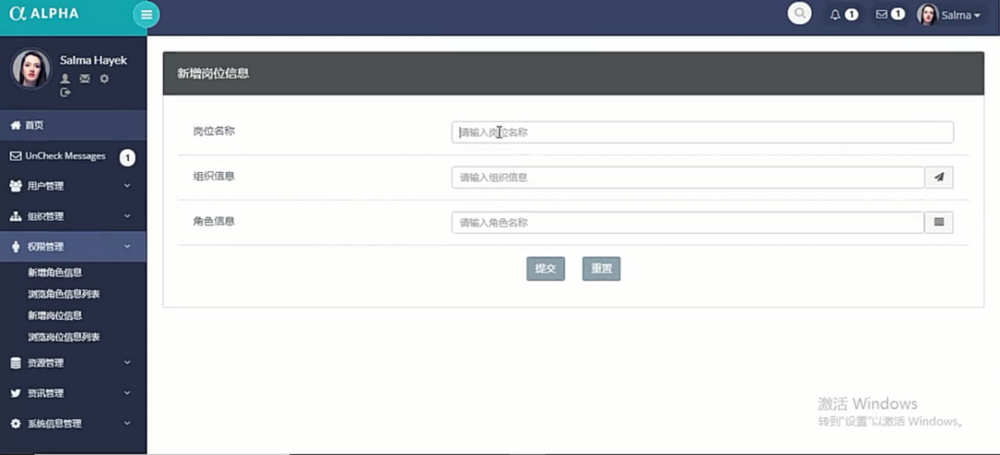 α ALPHA
1
1
Salma
Salma Hayek
首页
UnCheck Messages
1
用户管理
组织管理
权限管理
新增角色信息
浏览角色信息列表
新增岗位信息
浏览岗位信息列表
资源管理
资讯管理
系统信息管理
新增岗位信息
岗位名称
请输入岗位名称
组织信息
请输入组织信息
角色信息
请输入角色名称
提交
重置
激活 Windows
转到"设置"以激活 Windows。